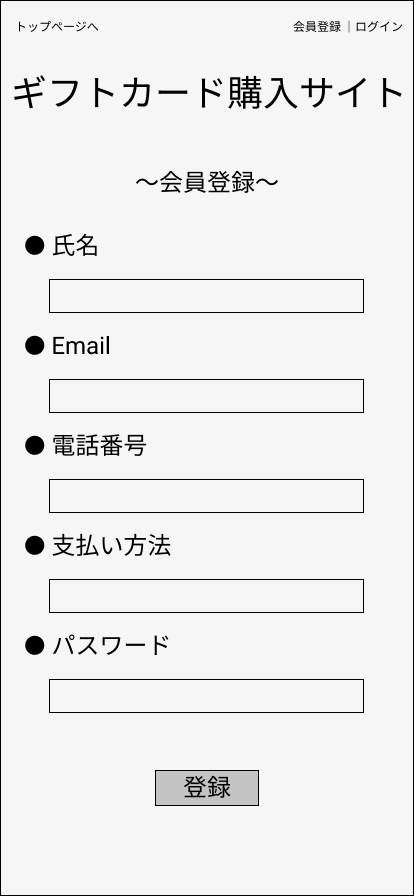 トップページへ
会員登録｜ログイン
ギフトカード購入サイト
～会員登録～
● 氏名
● Email
● 電話番号
● 支払い方法
● パスワード
登録